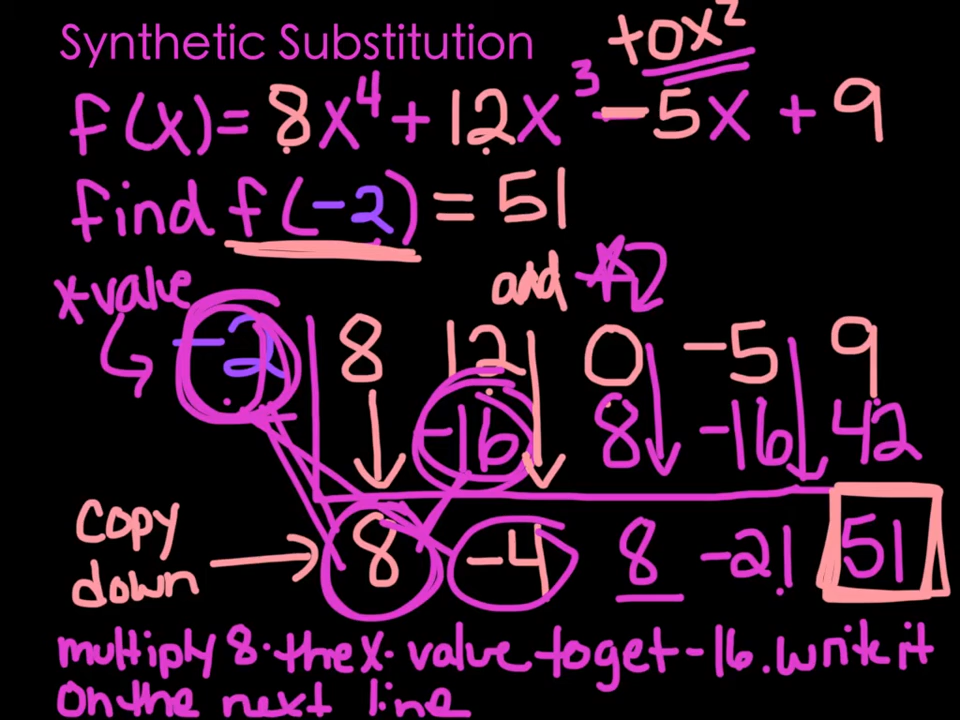 Synthetic Substitution
+0x²
f(x) = 8x⁴ + 12x³ - 5x + 9
find f(-2) = 51
x-value
and
-2 8 12 0 -5 9
-16 8 -16 42
copy
down
8 -4 8 -21 51
multiply 8 · the x-value to get -16. write it
on the next line